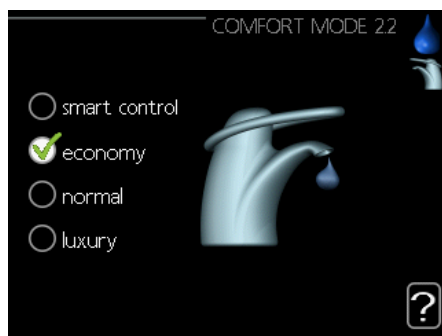 COMFORT MODE 2.2
smart control
economy
normal
luxury
?